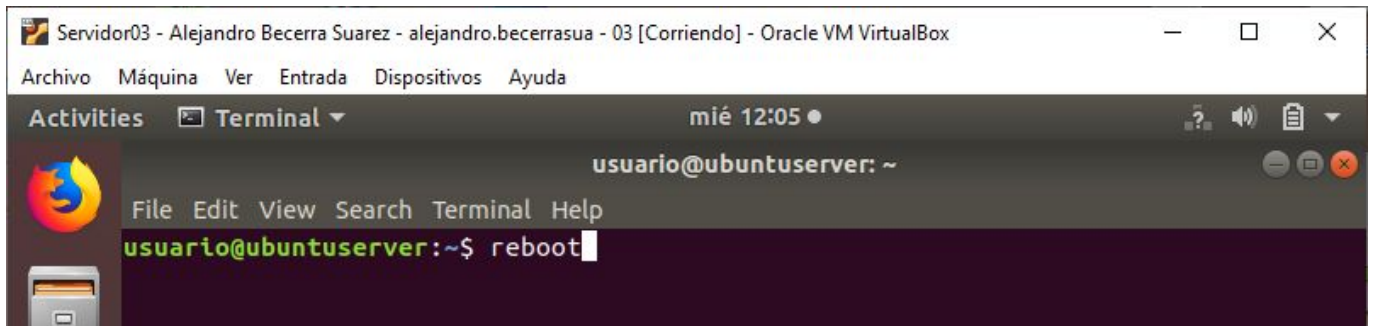 Servidor03 - Alejandro Becerra Suarez - alejandro.becerrasua - 03 [Corriendo] - Oracle VM VirtualBox
Archivo Máquina Ver Entrada Dispositivos Ayuda
Activities Terminal mié 12:05
usuario@ubuntuserver: ~
File Edit View Search Terminal Help
usuario@ubuntuserver:~$ reboot